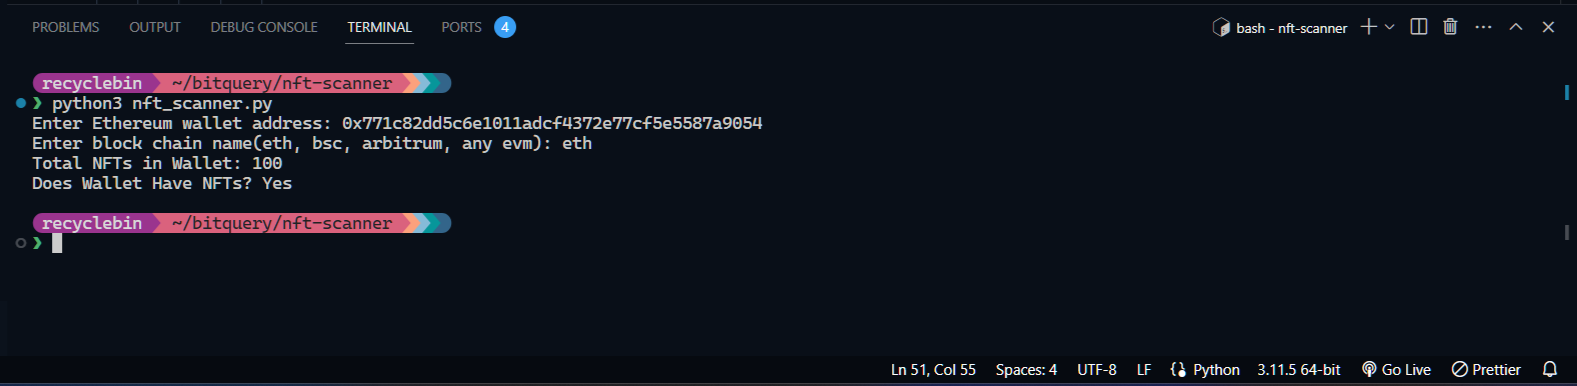 PROBLEMS OUTPUT DEBUG CONSOLE TERMINAL PORTS 4 bash - nft-scanner
recyclebin ~/bitquery/nft-scanner
❯ python3 nft_scanner.py
Enter Ethereum wallet address: 0x771c82dd5c6e1011adcf4372e77cf5e5587a9054
Enter block chain name(eth, bsc, arbitrum, any evm): eth
Total NFTs in Wallet: 100
Does Wallet Have NFTs? Yes
recyclebin ~/bitquery/nft-scanner
❯
Ln 51, Col 55 Spaces: 4 UTF-8 LF Python 3.11.5 64-bit Go Live Prettier